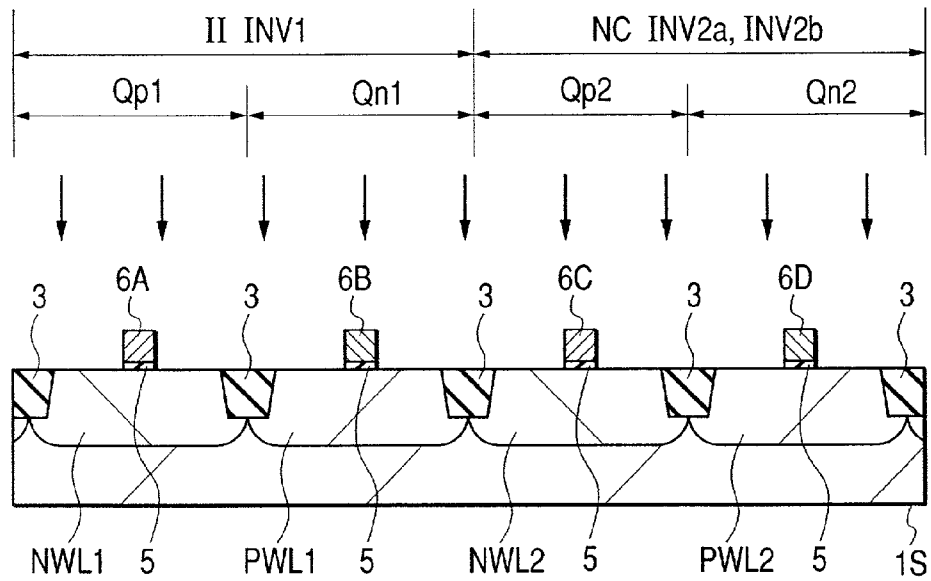 II INV1 NC INV2a, INV2b
Qp1 Qn1 Qp2 Qn2
3 6A 3 6B 3 6C 3 6D 3
NWL1 5 PWL1 5 NWL2 5 PWL2 5 1S